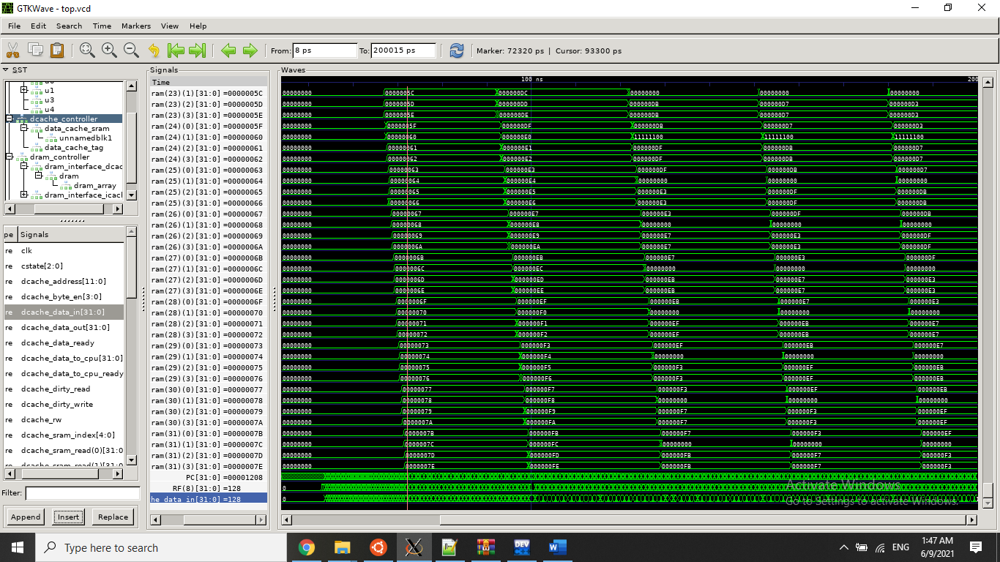 GTKWave - top.vcd
File Edit Search Time Markers View Help
From: 8 ps To: 200015 ps Marker: 72320 ps | Cursor: 93300 ps
SST
u1
u3
u4
dcache_controller
data_cache_sram
unnamedblk1
data_cache_tag
dram_controller
dram_interface_dcac
dram
dram_array
dram_interface_icacl
pe Signals
re clk
re cstate[2:0]
re dcache_address[11:0]
re dcache_byte_en[3:0]
re dcache_data_in[31:0]
re dcache_data_out[31:0]
re dcache_data_ready
re dcache_data_to_cpu[31:0]
re dcache_data_to_cpu_ready
re dcache_dirty_read
re dcache_dirty_write
re dcache_rw
re dcache_sram_index[4:0]
re dcache_sram_read(0)[31:0
Filter:
Append Insert Replace
Signals
Time
Waves
100 ns 200
ram(23)(1)[31:0] =0000005C 00000000 0000005C 000000DC 00000000 00000000 00000000
ram(23)(2)[31:0] =0000005D 00000000 0000005D 000000DD 000000DB 000000D7 000000D3
ram(23)(3)[31:0] =0000005E 00000000 0000005E 000000DE 000000DB 000000D7 000000D3
ram(24)(0)[31:0] =0000005F 00000000 0000005F 000000DF 000000DB 000000D7
ram(24)(1)[31:0] =00000060 00000000 00000060 000000E0 11111100 11111100 11111100
ram(24)(2)[31:0] =00000061 00000000 00000061 000000E1 000000DF 000000DB 000000D7
ram(24)(3)[31:0] =00000062 00000000 00000062 000000E2 000000DF 000000DB 000000D7
ram(25)(0)[31:0] =00000063 00000000 00000063 000000E3 000000DF 000000DB 000000D7
ram(25)(1)[31:0] =00000064 00000000 00000064 000000E4 00000000 00000000 00000000
ram(25)(2)[31:0] =00000065 00000000 00000065 000000E5 000000E3 000000DF 000000DB
ram(25)(3)[31:0] =00000066 00000000 00000066 000000E6 000000E3 000000DF 000000DB
ram(26)(0)[31:0] =00000067 00000000 00000067 000000E7 000000E3 000000DF 000000DB
ram(26)(1)[31:0] =00000068 00000000 00000068 000000E8 00000000 00000000 00000000
ram(26)(2)[31:0] =00000069 00000000 00000069 000000E9 000000E7 000000E3 000000DF
ram(26)(3)[31:0] =0000006A 00000000 0000006A 000000EA 000000E7 000000E3 000000DF
ram(27)(0)[31:0] =0000006B 00000000 0000006B 000000EB 000000E7 000000E3 000000DF
ram(27)(1)[31:0] =0000006C 00000000 0000006C 000000EC 00000000 00000000 00000000
ram(27)(2)[31:0] =0000006D 00000000 0000006D 000000ED 000000EB 000000E7 000000E3
ram(27)(3)[31:0] =0000006E 00000000 0000006E 000000EE 000000EB 000000E7 000000E3
ram(28)(0)[31:0] =0000006F 00000000 0000006F 000000EF 000000EB 000000E7 000000E3
ram(28)(1)[31:0] =00000070 00000000 00000070 000000F0 00000000 00000000 00000000
ram(28)(2)[31:0] =00000071 00000000 00000071 000000F1 000000EF 000000EB 000000E7
ram(28)(3)[31:0] =00000072 00000000 00000072 000000F2 000000EF 000000EB 000000E7
ram(29)(0)[31:0] =00000073 00000000 00000073 000000F3 000000EF 000000EB 000000E7
ram(29)(1)[31:0] =00000074 00000000 00000074 000000F4 00000000 00000000 00000000
ram(29)(2)[31:0] =00000075 00000000 00000075 000000F5 000000F3 000000EF 000000EB
ram(29)(3)[31:0] =00000076 00000000 00000076 000000F6 000000F3 000000EF 000000EB
ram(30)(0)[31:0] =00000077 00000000 00000077 000000F7 000000F3 000000EF 000000EB
ram(30)(1)[31:0] =00000078 00000000 00000078 000000F8 00000000 00000000 00000000
ram(30)(2)[31:0] =00000079 00000000 00000079 000000F9 000000F7 000000F3 000000EF
ram(30)(3)[31:0] =0000007A 00000000 0000007A 000000FA 000000F7 000000F3 000000EF
ram(31)(0)[31:0] =0000007B 00000000 0000007B 000000FB 000000F7 000000F3 000000EF
ram(31)(1)[31:0] =0000007C 00000000 0000007C 000000FC 00000000 00000000 00000000
ram(31)(2)[31:0] =0000007D 00000000 0000007D 000000FD 000000FB 000000F7 000000F3
ram(31)(3)[31:0] =0000007E 00000000 0000007E 000000FE 000000FB 000000F7 000000F3
PC[31:0] =00001208
RF(8)[31:0] =128 0
he_data_in[31:0] =128 0
Activate Windows
Go to Settings to activate Windows.
Type here to search
DEV
ENG
1:47 AM
6/9/2021